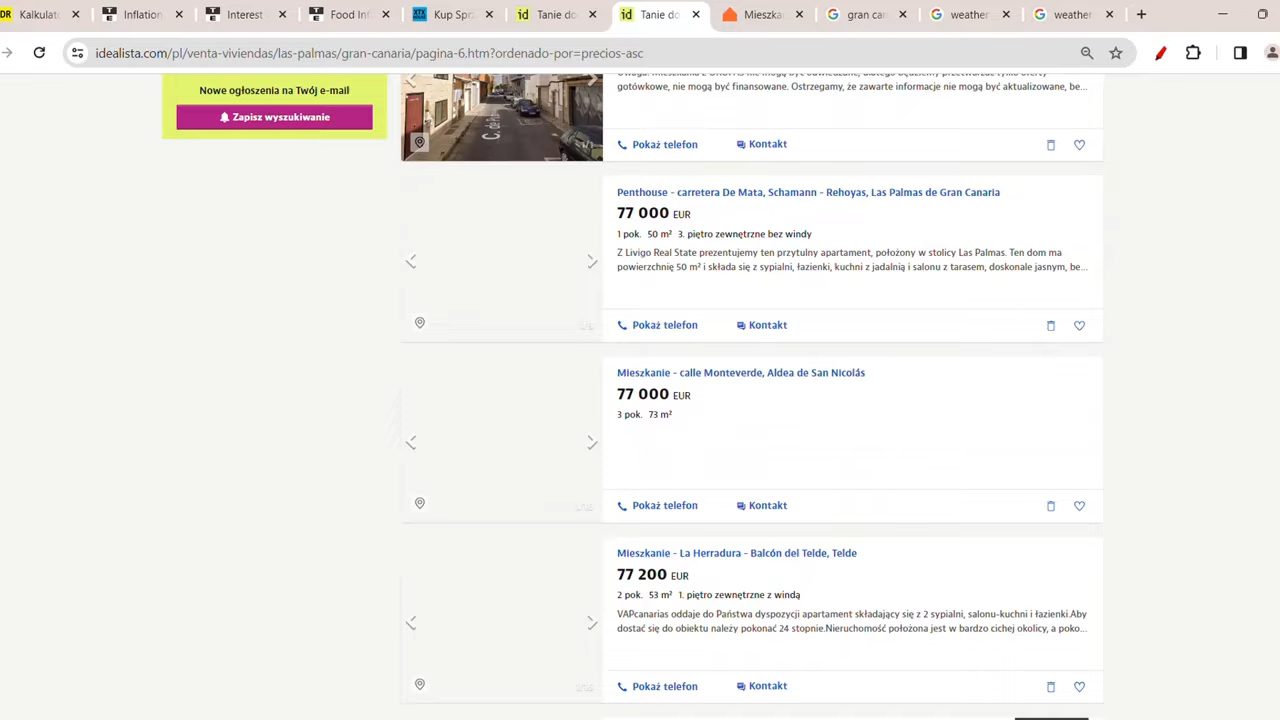 Kalkulato
Inflation
Interest
Food Inf
Kup Spra
Tanie do
Tanie do
Mieszka
gran can
weather
weather
idealista.com/pl/venta-viviendas/las-palmas/gran-canaria/pagina-6.htm?ordenado-por=precios-asc
Nowe ogłoszenia na Twój e-mail
Zapisz wyszukiwanie
gotówkowe, nie mogą być finansowane. Ostrzegamy, że zawarte informacje nie mogą być aktualizowane, be...
Pokaż telefon Kontakt
Penthouse - carretera De Mata, Schamann - Rehoyas, Las Palmas de Gran Canaria
77 000 EUR
1 pok. 50 m² 3. piętro zewnętrzne bez windy
Z Livigo Real State prezentujemy ten przytulny apartament, położony w stolicy Las Palmas. Ten dom ma
powierzchnię 50 m² i składa się z sypialni, łazienki, kuchni z jadalnią i salonu z tarasem, doskonale jasnym, be...
Pokaż telefon Kontakt
Mieszkanie - calle Monteverde, Aldea de San Nicolás
77 000 EUR
3 pok. 73 m²
Pokaż telefon Kontakt
Mieszkanie - La Herradura - Balcón del Telde, Telde
77 200 EUR
2 pok. 53 m² 1. piętro zewnętrzne z windą
VAPcanarias oddaje do Państwa dyspozycji apartament składający się z 2 sypialni, salonu-kuchni i łazienki.Aby
dostać się do obiektu należy pokonać 24 stopnie.Nieruchomość położona jest w bardzo cichej okolicy, a poko...
Pokaż telefon Kontakt